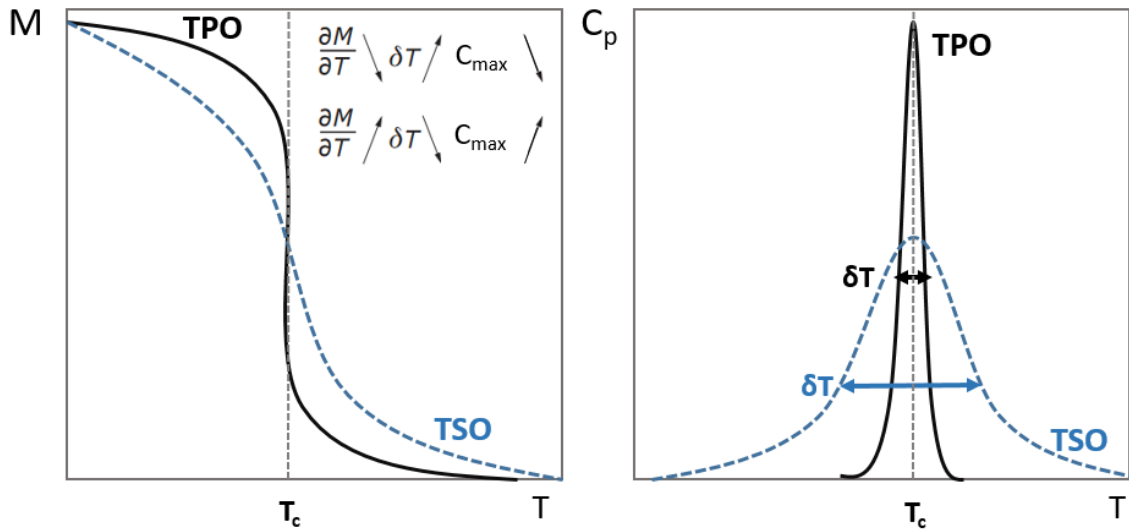 M
TPO
∂M/∂T ↘ δT ↗ Cmax ↘
∂M/∂T ↗ δT ↘ Cmax ↗
TSO
Tc
T
Cp
TPO
δT
δT
TSO
Tc
T